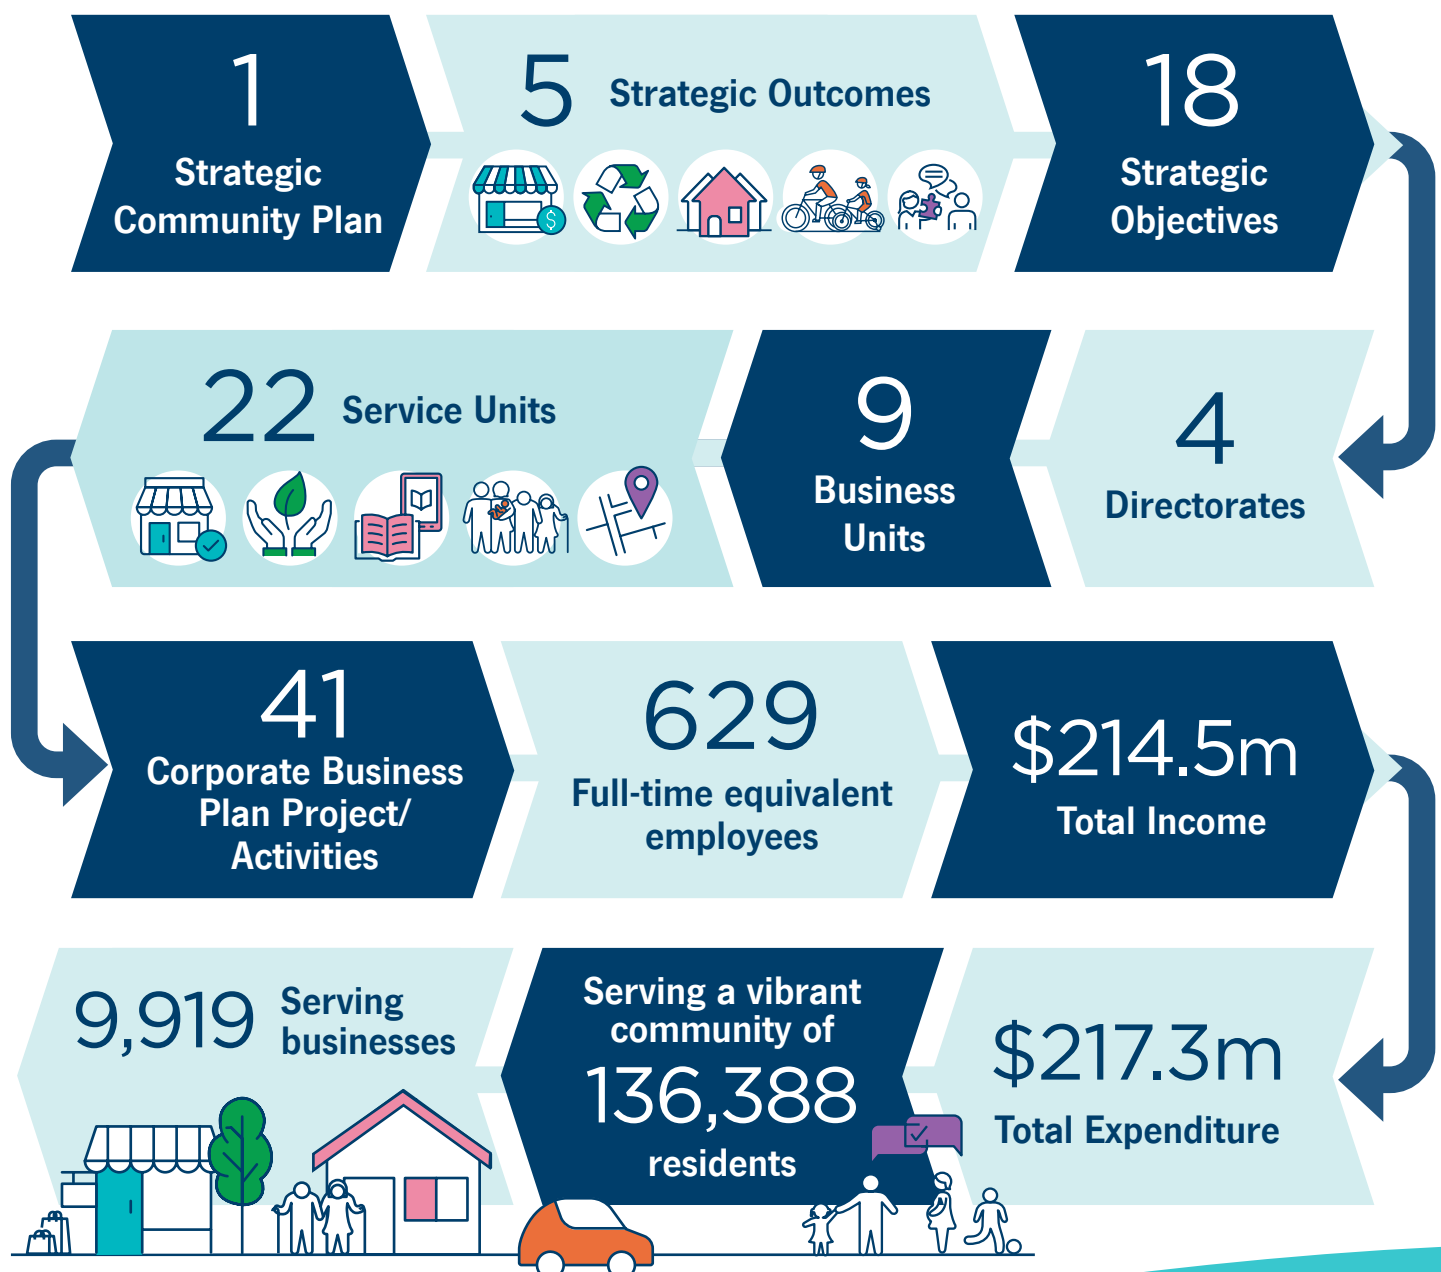 1
Strategic
Community Plan
5 Strategic Outcomes
$
18
Strategic
Objectives
4
Directorates
9
Business
Units
22 Service Units
41
Corporate Business
Plan Project/
Activities
629
Full-time equivalent
employees
$214.5m
Total Income
$217.3m
Total Expenditure
Serving a vibrant
community of
136,388
residents
9,919 Serving
businesses